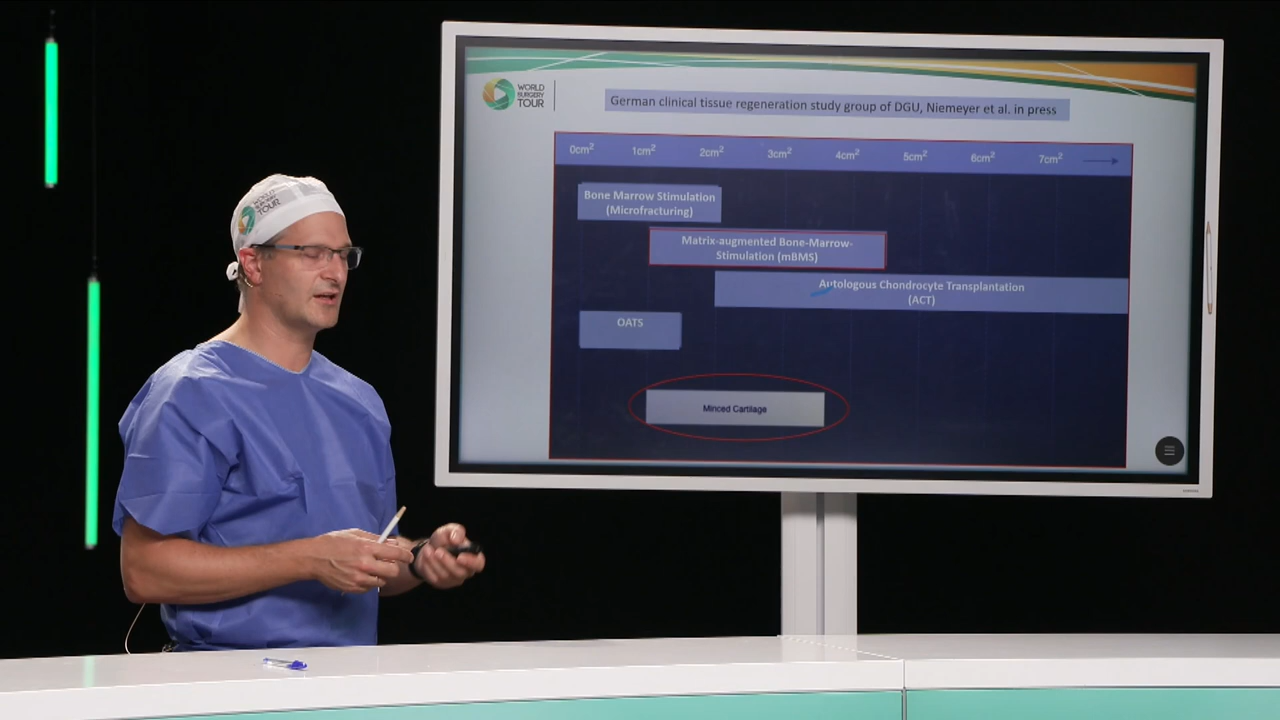 WORLD
SURGERY
TOUR
German clinical tissue regeneration study group of DGU, Niemeyer et al. in press
0cm² 1cm² 2cm² 3cm² 4cm² 5cm² 6cm² 7cm²
Bone Marrow Stimulation
(Microfracturing)
Matrix-augmented Bone-Marrow-
Stimulation (mBMS)
Autologous Chondrocyte Transplantation
(ACT)
OATS
Minced Cartilage
SURGERY
TOUR